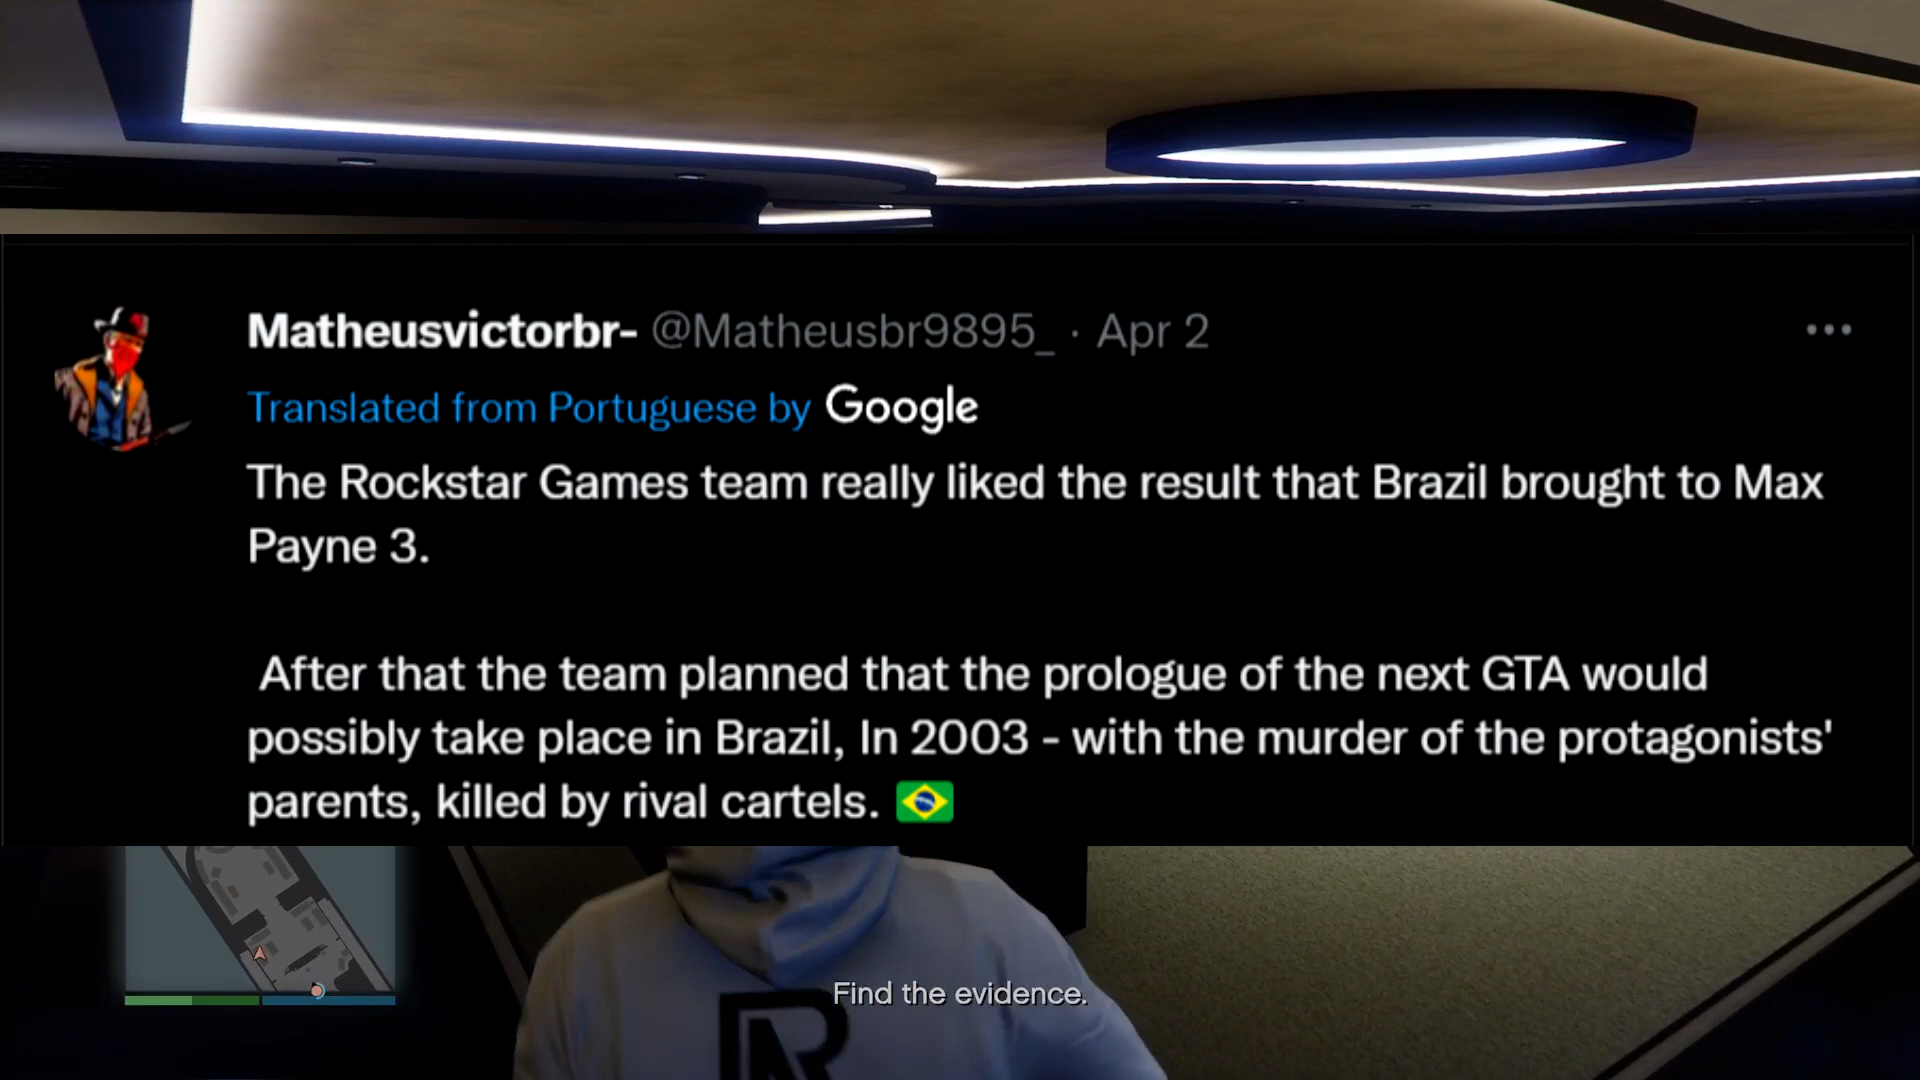 Matheusvictorbr- @Matheusbr9895_ · Apr 2
Translated from Portuguese by Google
The Rockstar Games team really liked the result that Brazil brought to Max
Payne 3.
After that the team planned that the prologue of the next GTA would
possibly take place in Brazil, In 2003 - with the murder of the protagonists'
parents, killed by rival cartels. 🇧🇷
Find the evidence.